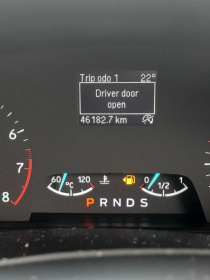 Trip odo 1 22°
Driver door
open
46182.7 km
6
7
8
60 °C 120
0 1/2 1
P R N D S